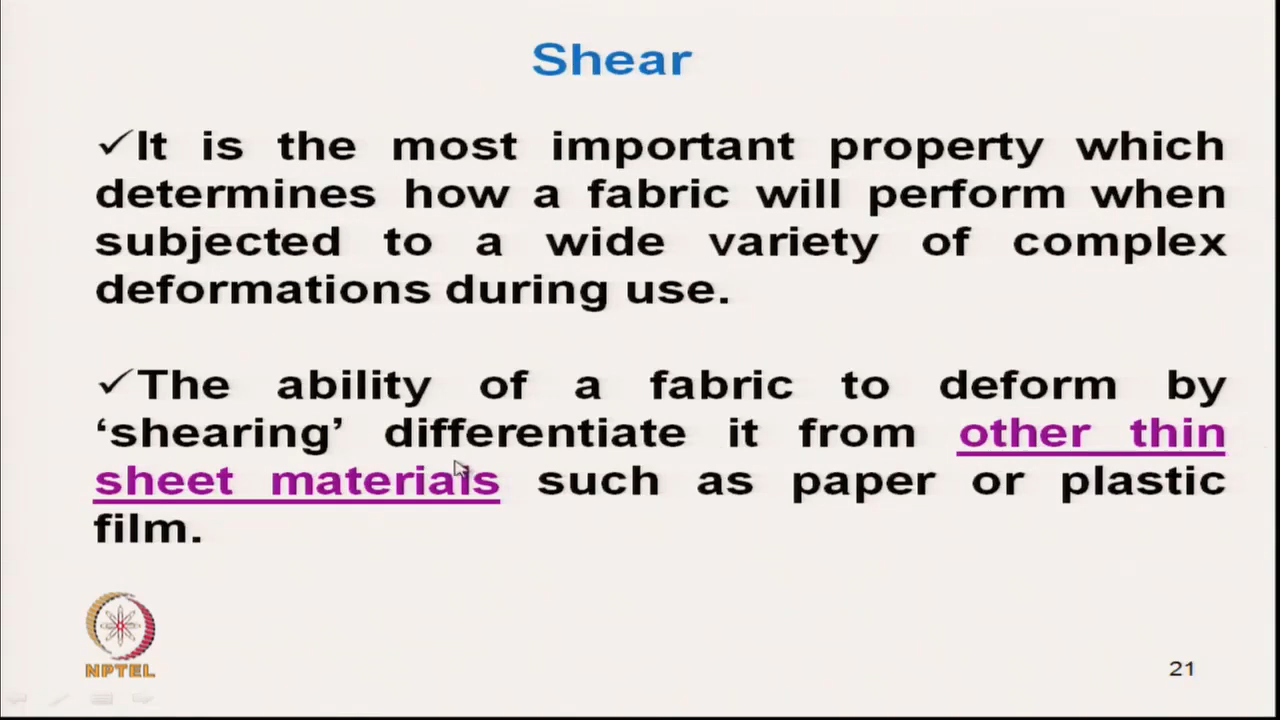 Shear
✓It is the most important property which
determines how a fabric will perform when
subjected to a wide variety of complex
deformations during use.
✓The ability of a fabric to deform by
‘shearing’ differentiate it from other thin
sheet materials such as paper or plastic
film.
NPTEL
21